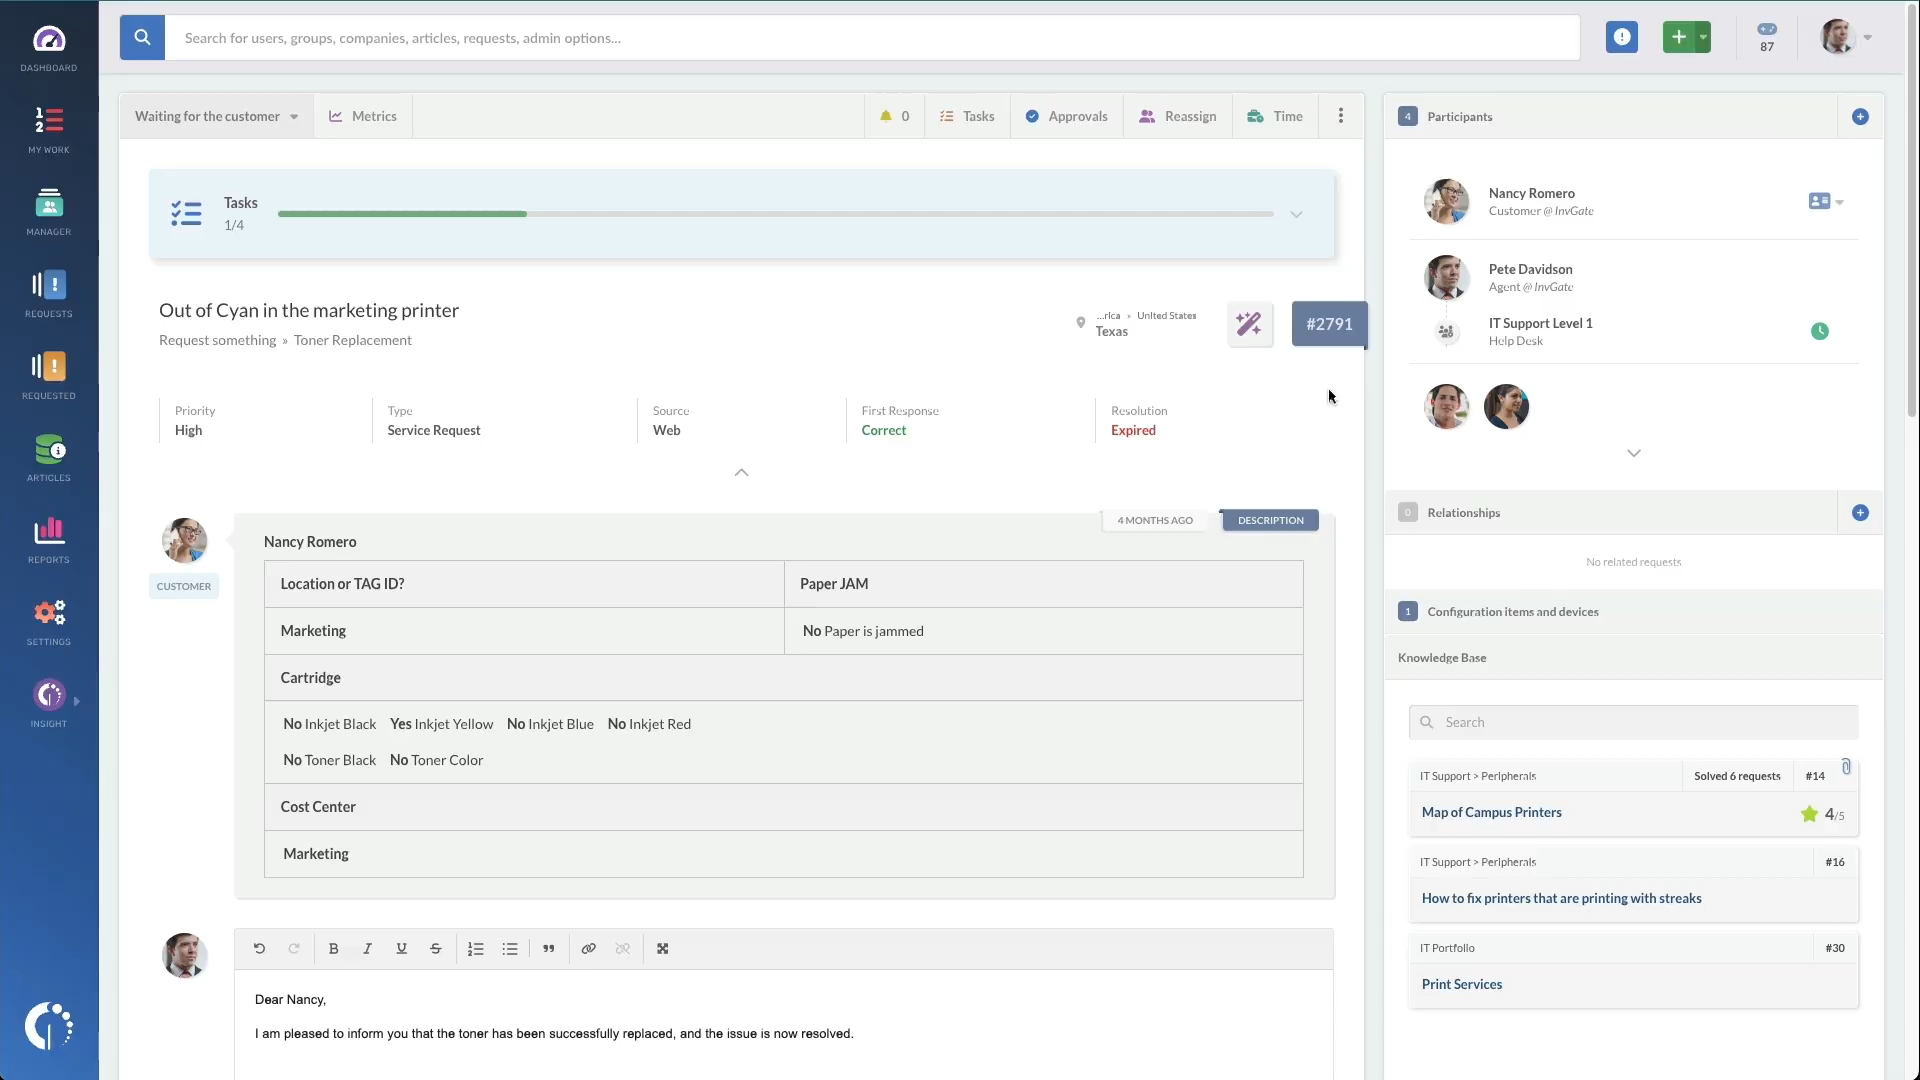 DASHBOARD
MY WORK
MANAGER
REQUESTS
REQUESTED
ARTICLES
REPORTS
SETTINGS
INSIGHT
Search for users, groups, companies, articles, requests, admin options...
87
Waiting for the customer
Metrics
0
Tasks
Approvals
Reassign
Time
Tasks
1/4
Out of Cyan in the marketing printer
Request something » Toner Replacement
...rica » United States
Texas
#2791
Priority
High
Type
Service Request
Source
Web
First Response
Correct
Resolution
Expired
4 MONTHS AGO
DESCRIPTION
CUSTOMER
Nancy Romero
Location or TAG ID?
Paper JAM
Marketing
No Paper is jammed
Cartridge
No Inkjet Black Yes Inkjet Yellow No Inkjet Blue No Inkjet Red
No Toner Black No Toner Color
Cost Center
Marketing
B I U S
Dear Nancy,
I am pleased to inform you that the toner has been successfully replaced, and the issue is now resolved.
4 Participants
Nancy Romero
Customer @ InvGate
Pete Davidson
Agent @ InvGate
IT Support Level 1
Help Desk
0 Relationships
No related requests
1 Configuration items and devices
Knowledge Base
Search
IT Support > Peripherals
Solved 6 requests
#14
Map of Campus Printers
4/5
IT Support > Peripherals
#16
How to fix printers that are printing with streaks
IT Portfolio
#30
Print Services